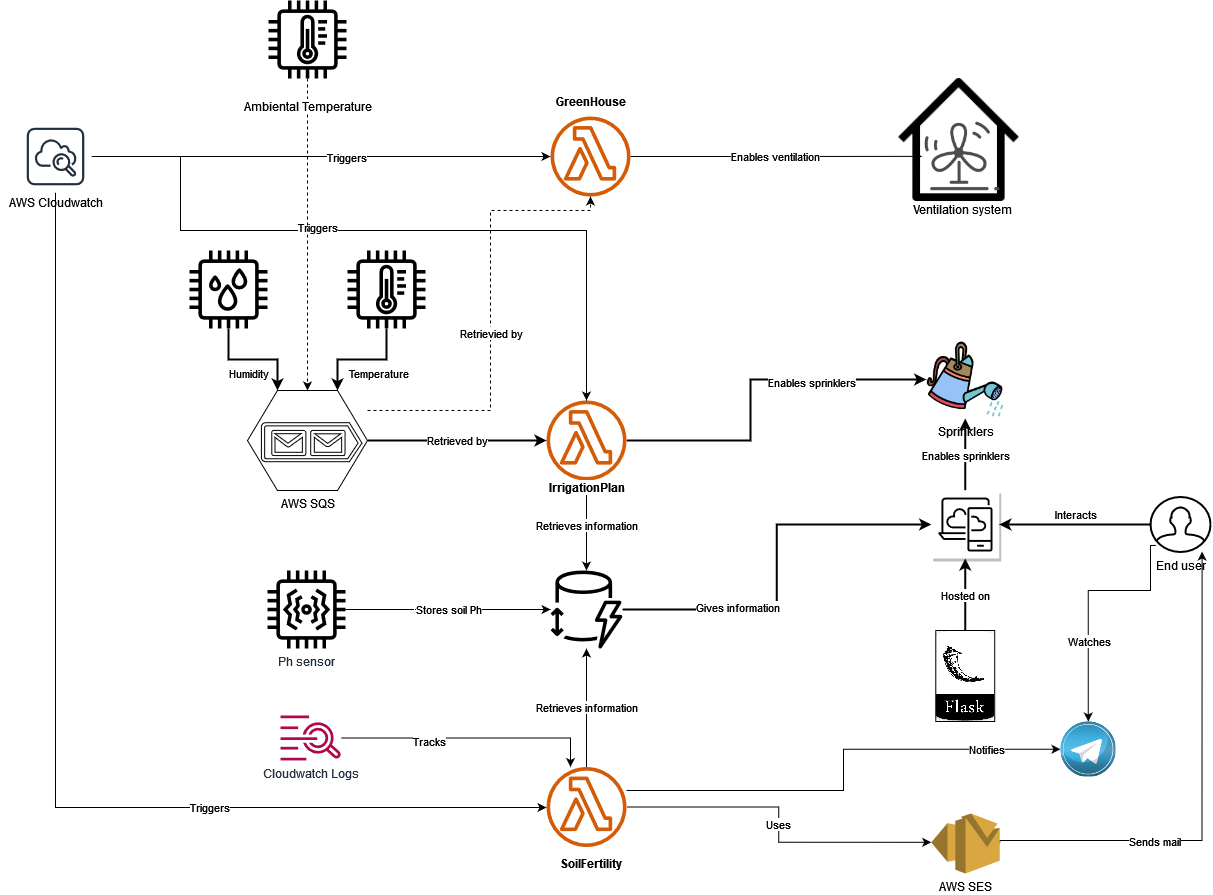 Ambiental Temperature
GreenHouse
Triggers
Enables ventilation
AWS Cloudwatch
Ventilation system
Triggers
Retrievied by
Humidity
Temperature
Enables sprinklers
Sprinklers
Retrieved by
Enables sprinklers
IrrigationPlan
AWS SQS
Interacts
Retrieves information
End user
Hosted on
Stores soil Ph
Gives information
Watches
Ph sensor
Flask
Retrieves information
Tracks
Notifies
Cloudwatch Logs
Triggers
Uses
Sends mail
SoilFertility
AWS SES